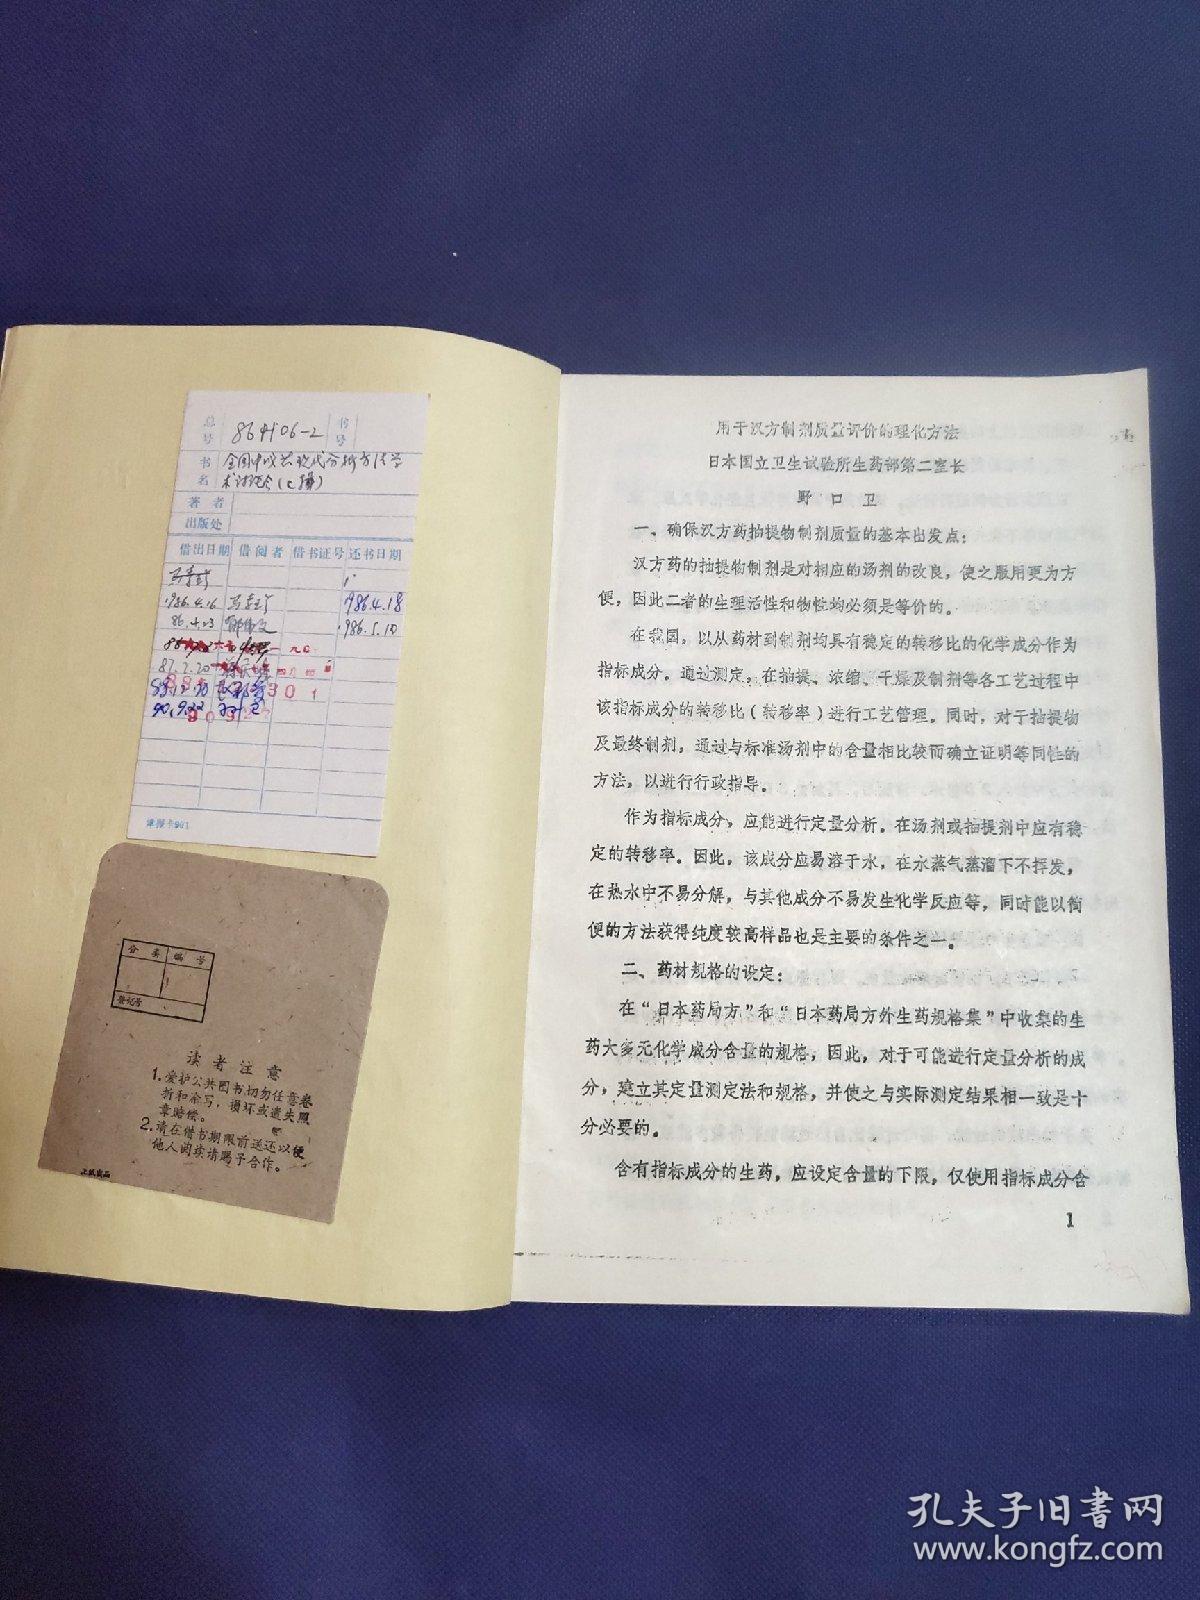 总号 864106-2 书号
书名 全国中成药现代分析方法学
术讨论会(上辑)
著者
出版处
借出日期 借阅者 借书证号 还书日期
1986.4.16 1986.4.18
86.4.23 1986.5.10
87.2.20
90.9.22
分类 编号
登记号
读者注意
1.爱护公共图书,切勿任意卷
折和涂写,损坏或遗失照
章赔偿。
2.请在借书期限前送还以便
他人阅读请赐予合作。
用于汉方制剂质量评价的理化方法
日本国立卫生试验所生药部第二室长
野口卫
一、确保汉方药抽提物制剂质量的基本出发点:
汉方药的抽提物制剂是对相应的汤剂的改良,使之服用更为方
便,因此二者的生理活性和物性均必须是等价的。
在我国,以从药材到制剂均具有稳定的转移比的化学成分作为
指标成分。通过测定,在抽提、浓缩、干燥及制剂等各工艺过程中
该指标成分的转移比(转移率)进行工艺管理。同时,对于抽提物
及最终制剂,通过与标准汤剂中的含量相比较而确立证明等同性的
方法,以进行行政指导。
作为指标成分,应能进行定量分析。在汤剂或抽提剂中应有稳
定的转移率。因此,该成分应易溶于水,在水蒸气蒸溜下不挥发,
在热水中不易分解,与其他成分不易发生化学反应等,同时能以简
便的方法获得纯度较高样品也是主要的条件之一。
二、药材规格的设定:
在“日本药局方”和“日本药局方外生药规格集”中收集的生
药大多无化学成分含量的规格,因此,对于可能进行定量分析的成
分,建立其定量测定法和规格,并使之与实际测定结果相一致是十
分必要的。
含有指标成分的生药,应设定含量的下限,仅使用指标成分含
1
孔夫子旧书网
www.kongfz.com